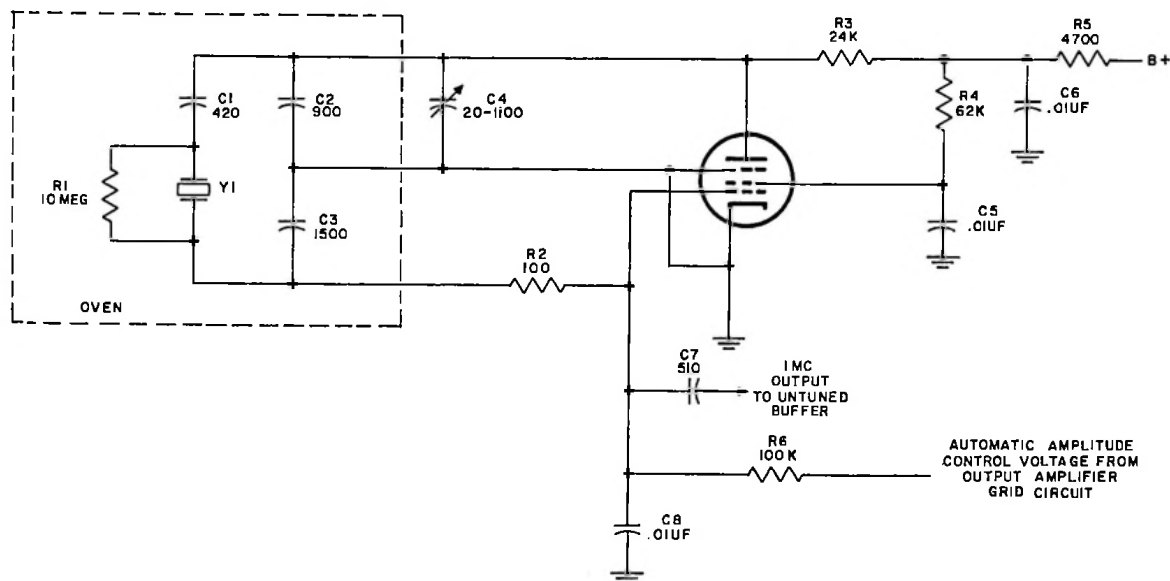 R3
24K
R5
4700
B+
C1
420
C2
900
C4
20-1100
R4
62K
C6
.01UF
R1
10 MEG
Y1
C3
1500
C5
.01UF
R2
100
OVEN
C7
510
1MC
OUTPUT
TO UNTUNED
BUFFER
R6
100K
AUTOMATIC AMPLITUDE
CONTROL VOLTAGE FROM
OUTPUT AMPLIFIER
GRID CIRCUIT
C8
.01UF